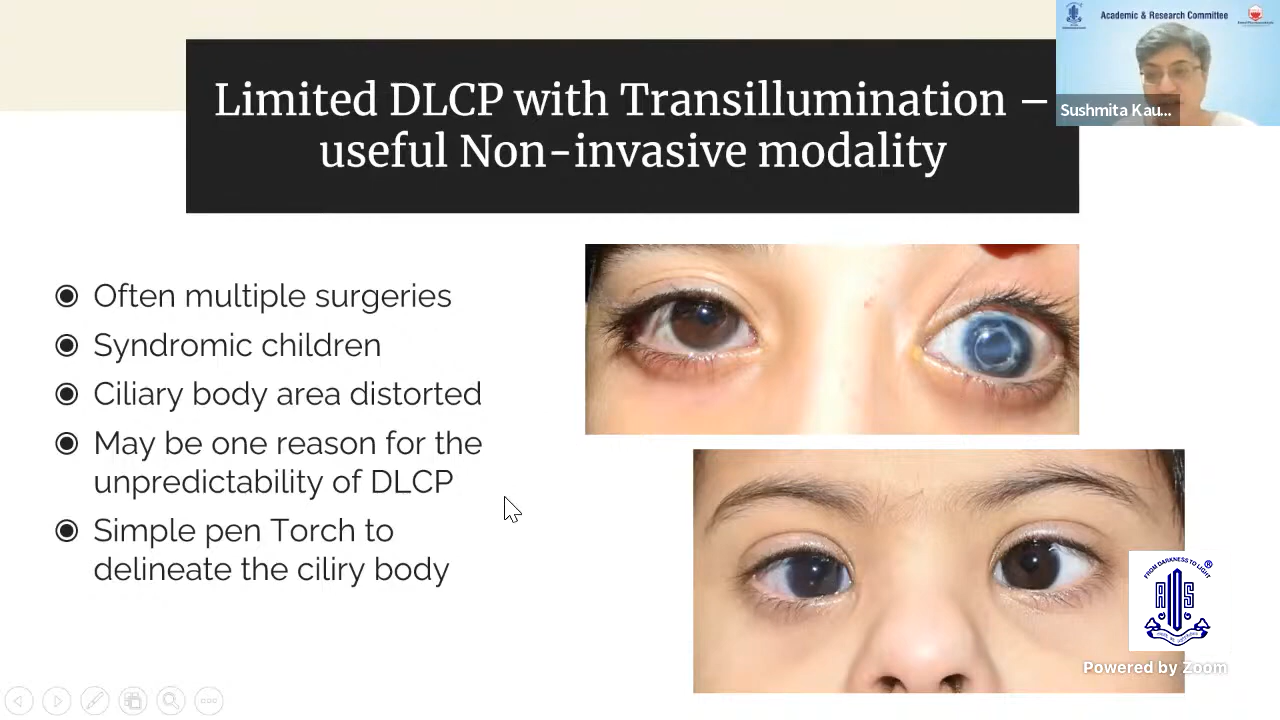 Academic & Research Committee
Sushmita Kau...
Limited DLCP with Transillumination –
useful Non-invasive modality
Often multiple surgeries
Syndromic children
Ciliary body area distorted
May be one reason for the
unpredictability of DLCP
Simple pen Torch to
delineate the ciliry body
FROM DARKNESS TO LIGHT
AIOS
Powered by Zoom